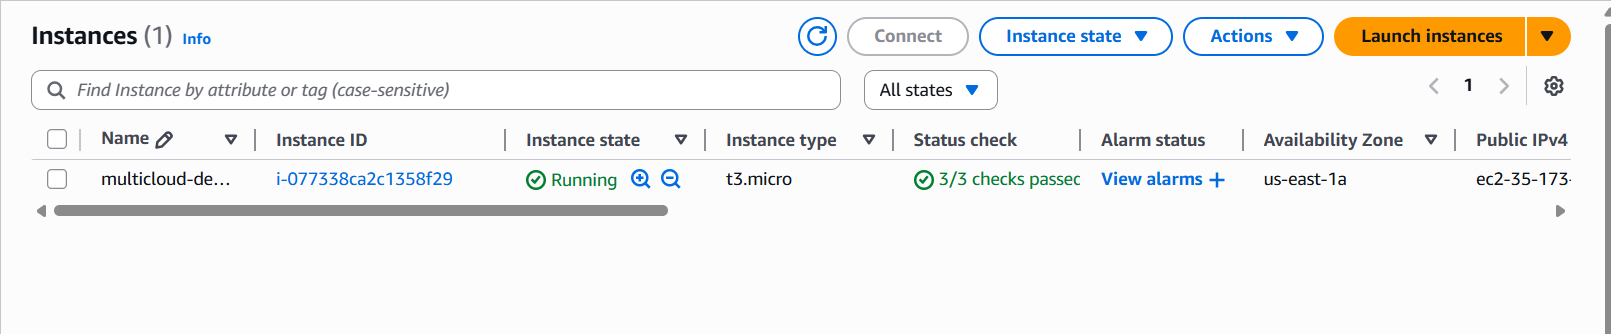 Instances (1) Info
Connect
Instance state
Actions
Launch instances
Find Instance by attribute or tag (case-sensitive)
All states
1
Name
Instance ID
Instance state
Instance type
Status check
Alarm status
Availability Zone
Public IPv4
multicloud-de...
i-077338ca2c1358f29
Running
t3.micro
3/3 checks passec
View alarms +
us-east-1a
ec2-35-173-